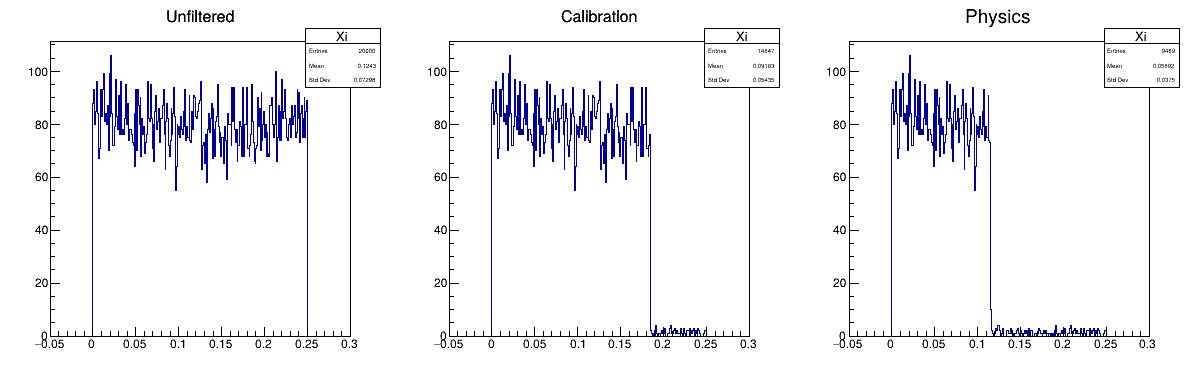 Unfiltered
Xi
Entries 20000
Mean 0.1243
Std Dev 0.07298
100
80
60
40
20
0
−0.05 0 0.05 0.1 0.15 0.2 0.25 0.3
Calibration
Xi
Entries 14847
Mean 0.09183
Std Dev 0.05435
100
80
60
40
20
0
−0.05 0 0.05 0.1 0.15 0.2 0.25 0.3
Physics
Xi
Entries 9469
Mean 0.05892
Std Dev 0.0375
100
80
60
40
20
0
−0.05 0 0.05 0.1 0.15 0.2 0.25 0.3